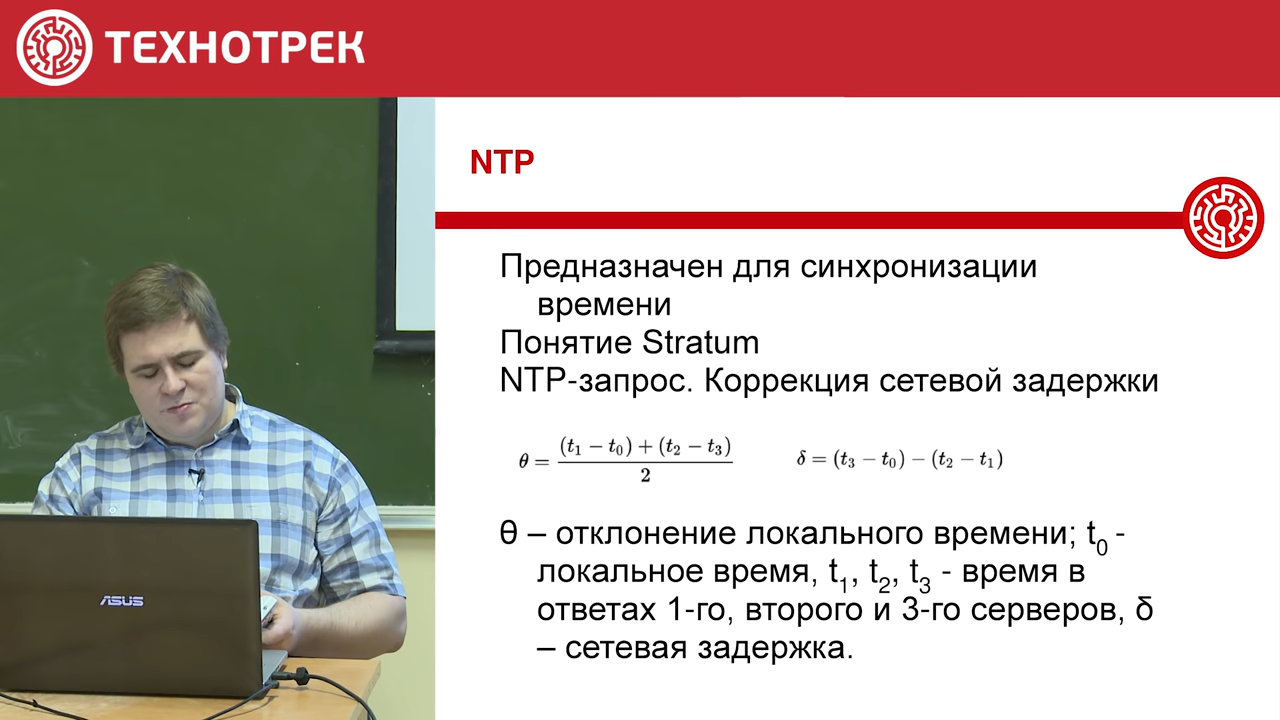 ТЕХНОТРЕК
NTP
Предназначен для синхронизации
времени
Понятие Stratum
NTP-запрос. Коррекция сетевой задержки
θ = ((t₁ − t₀) + (t₂ − t₃)) / 2
δ = (t₃ − t₀) − (t₂ − t₁)
θ – отклонение локального времени; t₀ -
локальное время, t₁, t₂, t₃ - время в
ответах 1-го, второго и 3-го серверов, δ
– сетевая задержка.
ASUS